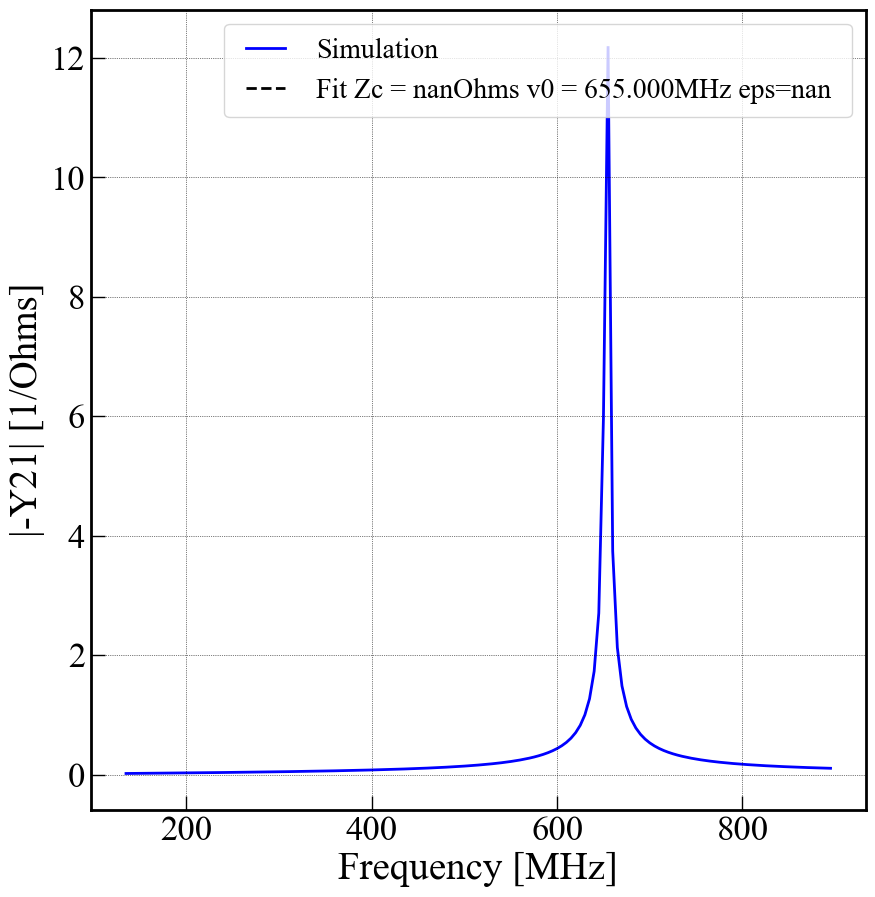 Simulation
Fit Zc = nanOhms v0 = 655.000MHz eps=nan
12
10
8
6
4
2
0
|-Y21| [1/Ohms]
200 400 600 800
Frequency [MHz]